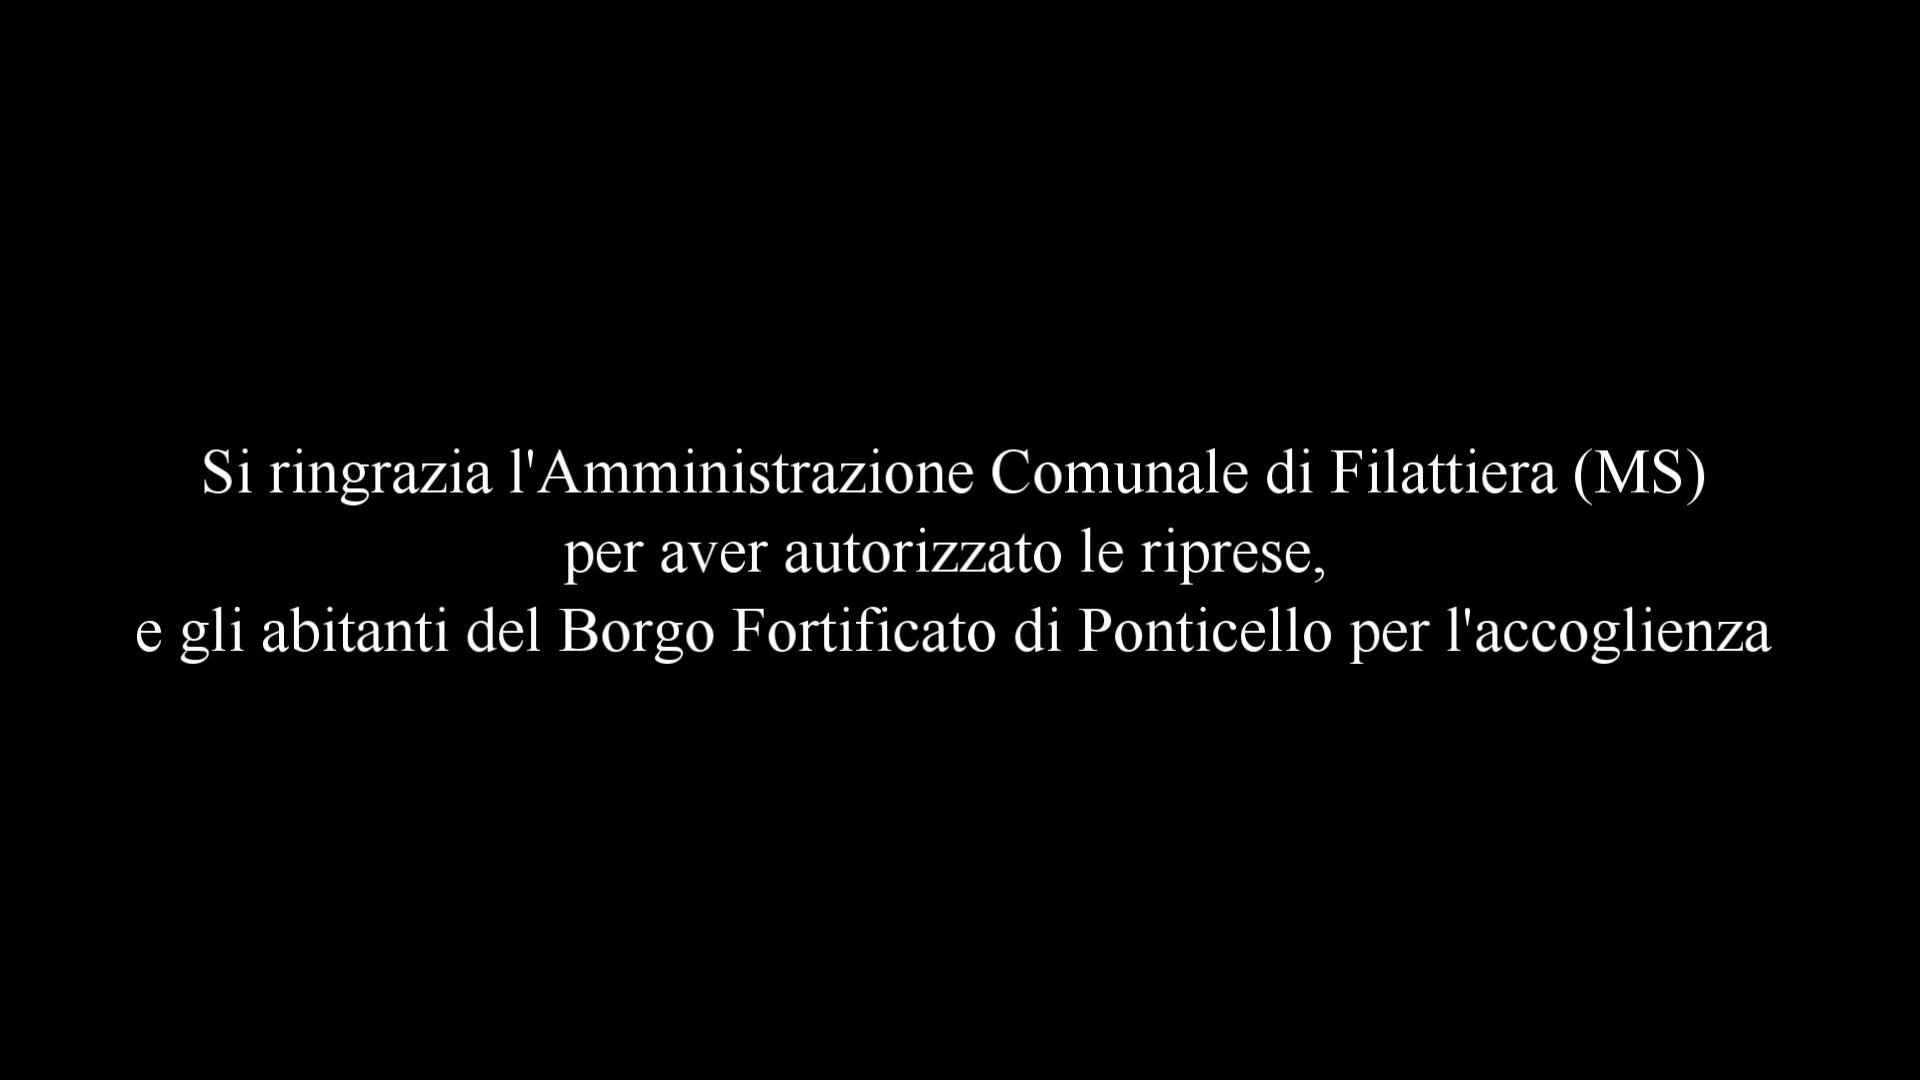 Si ringrazia l'Amministrazione Comunale di Filattiera (MS)
per aver autorizzato le riprese,
e gli abitanti del Borgo Fortificato di Ponticello per l'accoglienza